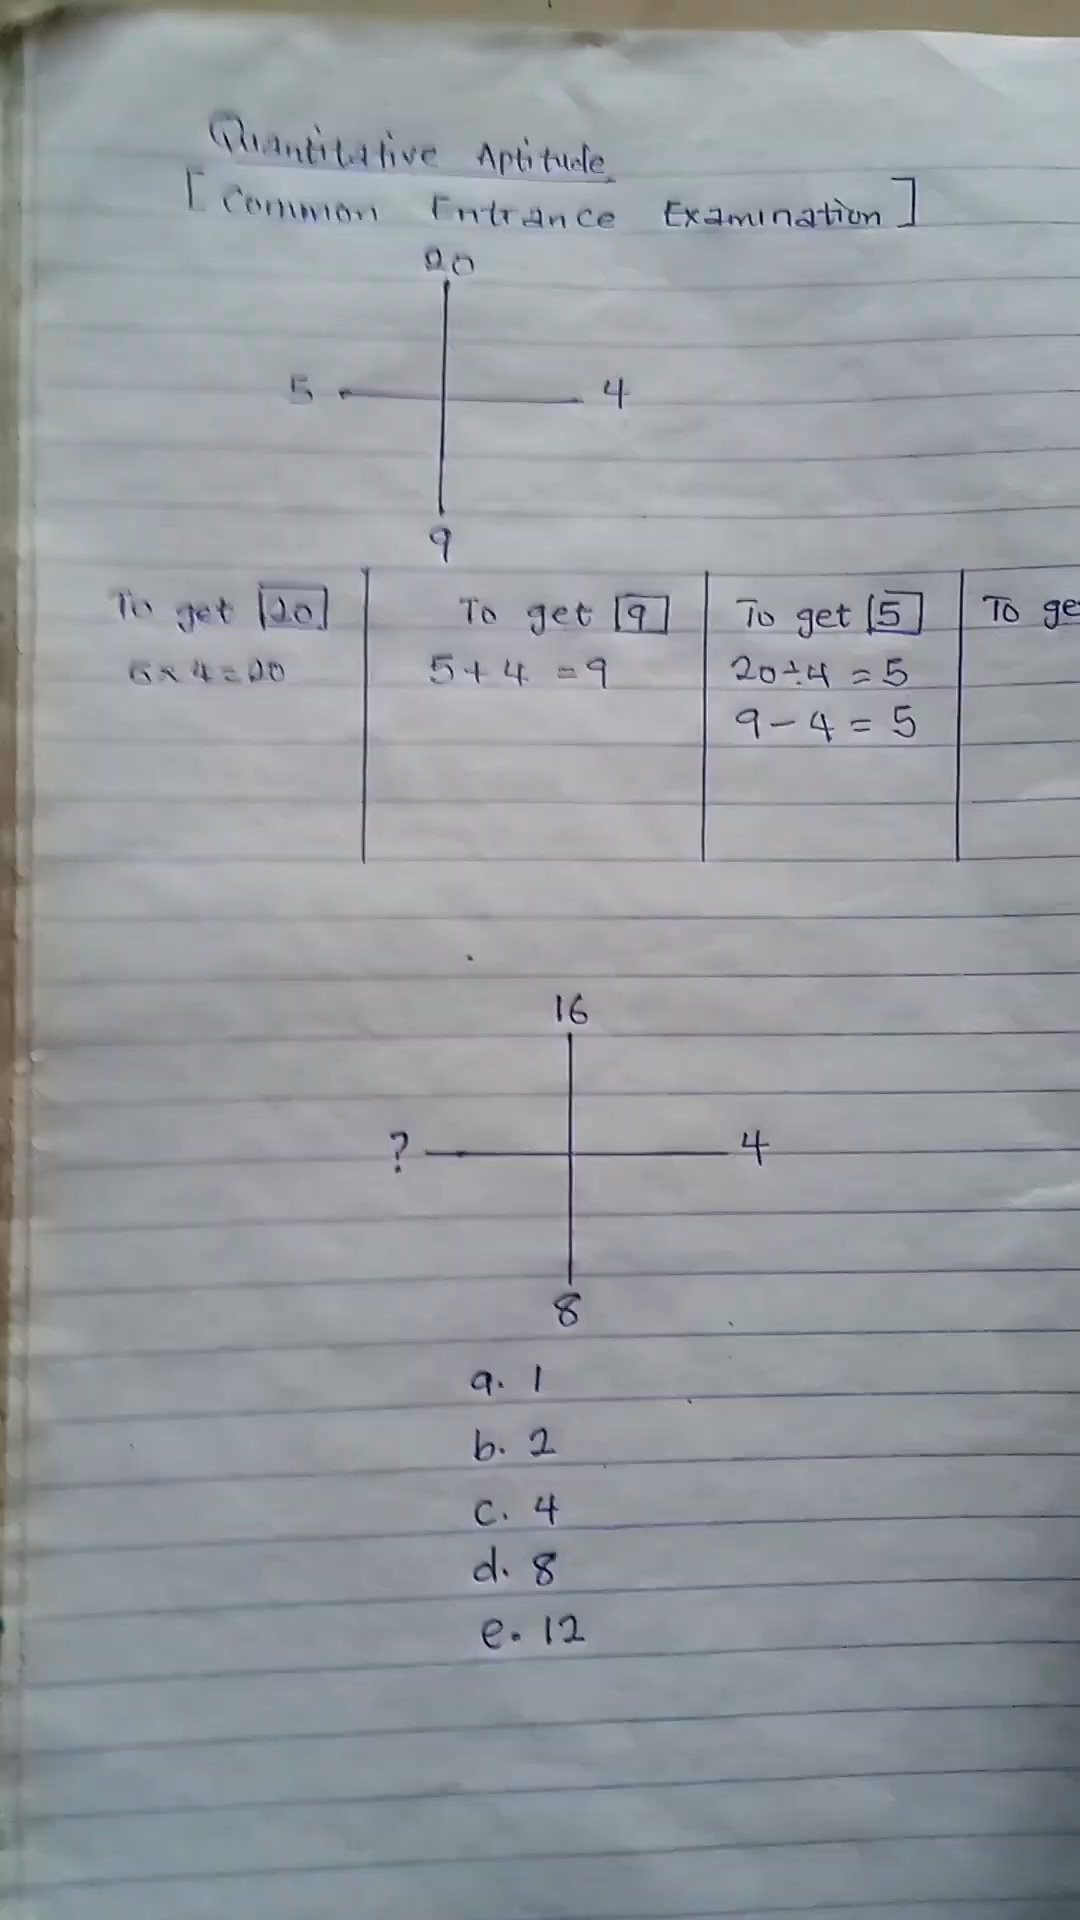 Quantitative Aptitude
[Common Entrance Examination]
20
5 4
9
To get 20 To get 9 To get 5 To ge
5 × 4 = 20 5 + 4 = 9 20 ÷ 4 = 5
9 - 4 = 5
16
? 4
8
a. 1
b. 2
c. 4
d. 8
e. 12